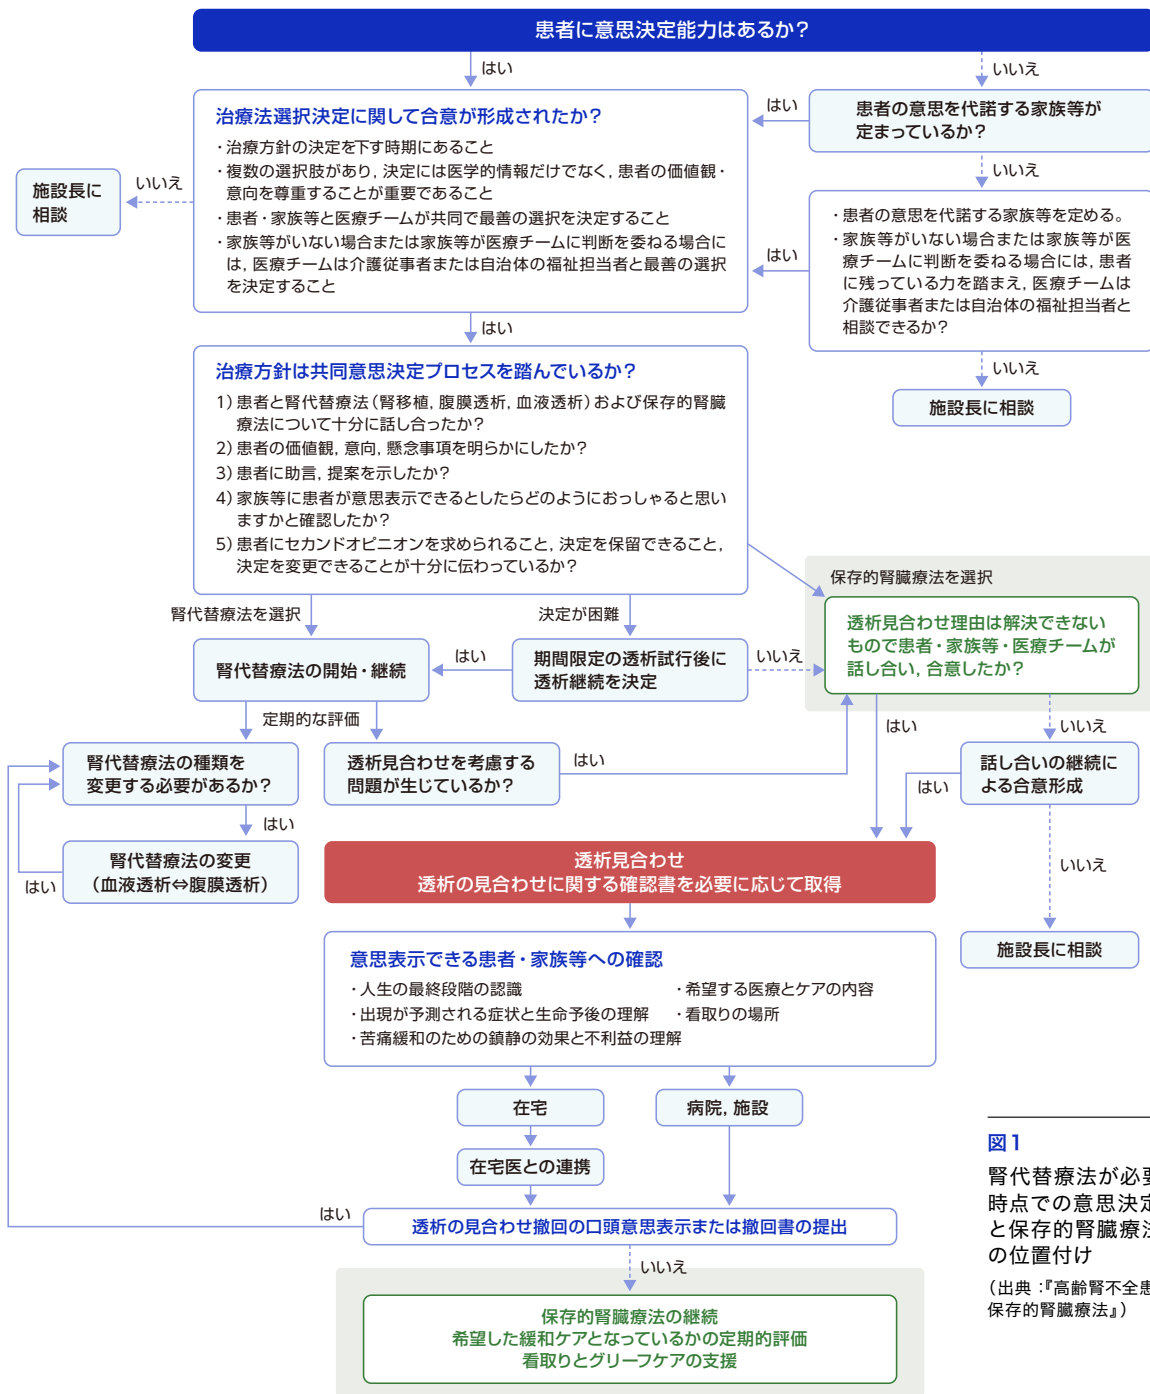 患者に意思決定能力はあるか？
はい
いいえ
治療法選択決定に関して合意が形成されたか？
・治療方針の決定を下す時期にあること
・複数の選択肢があり，決定には医学的情報だけでなく，患者の価値観・
意向を尊重することが重要であること
・患者・家族等と医療チームが共同で最善の選択を決定すること
・家族等がいない場合または家族等が医療チームに判断を委ねる場合に
は，医療チームは介護従事者または自治体の福祉担当者と最善の選択
を決定すること
はい
患者の意思を代諾する家族等が
定まっているか？
いいえ
施設長に
相談
いいえ
・患者の意思を代諾する家族等を定める。
・家族等がいない場合または家族等が医
療チームに判断を委ねる場合には，患者
に残っている力を踏まえ，医療チームは
介護従事者または自治体の福祉担当者と
相談できるか？
はい
いいえ
施設長に相談
はい
治療方針は共同意思決定プロセスを踏んでいるか？
1）患者と腎代替療法（腎移植，腹膜透析，血液透析）および保存的腎臓
療法について十分に話し合ったか？
2）患者の価値観，意向，懸念事項を明らかにしたか？
3）患者に助言，提案を示したか？
4）家族等に患者が意思表示できるとしたらどのようにおっしゃると思い
ますかと確認したか？
5）患者にセカンドオピニオンを求められること，決定を保留できること，
決定を変更できることが十分に伝わっているか？
腎代替療法を選択
決定が困難
保存的腎臓療法を選択
腎代替療法の開始・継続
はい
期間限定の透析試行後に
透析継続を決定
いいえ
透析見合わせ理由は解決できない
もので患者・家族等・医療チームが
話し合い，合意したか？
定期的な評価
はい
いいえ
腎代替療法の種類を
変更する必要があるか？
透析見合わせを考慮する
問題が生じているか？
はい
話し合いの継続に
よる合意形成
はい
はい
腎代替療法の変更
（血液透析⇔腹膜透析）
はい
透析見合わせ
透析の見合わせに関する確認書を必要に応じて取得
いいえ
施設長に相談
意思表示できる患者・家族等への確認
・人生の最終段階の認識
・希望する医療とケアの内容
・出現が予測される症状と生命予後の理解
・看取りの場所
・苦痛緩和のための鎮静の効果と不利益の理解
在宅
病院，施設
在宅医との連携
はい
透析の見合わせ撤回の口頭意思表示または撤回書の提出
いいえ
保存的腎臓療法の継続
希望した緩和ケアとなっているかの定期的評価
看取りとグリーフケアの支援
図1
腎代替療法が必要
時点での意思決定
と保存的腎臓療法
の位置付け
（出典：『高齢腎不全患
保存的腎臓療法』）